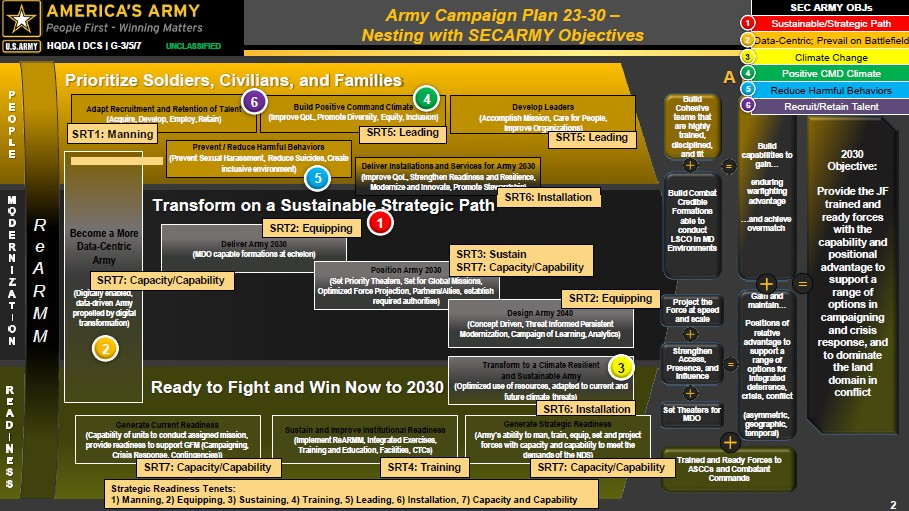 AMERICA'S ARMY
People First - Winning Matters
U.S.ARMY
HQDA | DCS | G-3/5/7
UNCLASSIFIED
Army Campaign Plan 23-30 –
Nesting with SECARMY Objectives
SEC ARMY OBJs
1 Sustainable/Strategic Path
2 Data-Centric; Prevail on Battlefield
3 Climate Change
4 Positive CMD Climate
5 Reduce Harmful Behaviors
6 Recruit/Retain Talent
A
PEOPLE
MODERNIZATION
READINESS
ReARMM
Prioritize Soldiers, Civilians, and Families
Adapt Recruitment and Retention of Talent
(Acquire, Develop, Employ, Retain)
6
SRT1: Manning
Build Positive Command Climate
(Improve QoL, Promote Diversity, Equity, Inclusion)
4
SRT5: Leading
Develop Leaders
(Accomplish Mission, Care for People,
Improve Organizations)
SRT5: Leading
Prevent / Reduce Harmful Behaviors
(Prevent Sexual Harassment, Reduce Suicides, Create
inclusive environment)
5
Deliver Installations and Services for Army 2030
(Improve QoL, Strengthen Readiness and Resilience,
Modernize and Innovate, Promote Stewardship)
SRT6: Installation
Transform on a Sustainable Strategic Path
1
Become a More
Data-Centric
Army
SRT7: Capacity/Capability
(Digitally enabled,
data-driven Army
propelled by digital
transformation)
2
SRT2: Equipping
Deliver Army 2030
(MDO capable formations at echelon)
SRT3: Sustain
SRT7: Capacity/Capability
Position Army 2030
(Set Priority Theaters, Set for Global Missions,
Optimized Force Projection, Partners/Allies, establish
required authorities)
SRT2: Equipping
Design Army 2040
(Concept Driven, Threat Informed Persistent
Modernization, Campaign of Learning, Analytics)
Transform to a Climate Resilient
and Sustainable Army
(Optimized use of resources, adapted to current and
future climate threats)
3
SRT6: Installation
Ready to Fight and Win Now to 2030
Generate Current Readiness
(Capability of units to conduct assigned mission,
provide readiness to support GFM (Campaigning,
Crisis Response, Contingencies))
SRT7: Capacity/Capability
Sustain and Improve Institutional Readiness
(Implement ReARMM, Integrated Exercises,
Training and Education, Facilities, CTCs)
SRT4: Training
Generate Strategic Readiness
(Army's ability to man, train, equip, set and project
forces with capacity and capability to meet the
demands of the NDS)
SRT7: Capacity/Capability
Strategic Readiness Tenets:
1) Manning, 2) Equipping, 3) Sustaining, 4) Training, 5) Leading, 6) Installation, 7) Capacity and Capability
Build
Cohesive
teams that
are highly
trained,
disciplined,
and fit
+
Build Combat
Credible
Formations
able to
conduct
LSCO in MD
Environments
=
Build
capabilities to
gain…
enduring
warfighting
advantage
…and achieve
overmatch
+
Project the
Force at speed
and scale
+
Strengthen
Access,
Presence, and
Influence
+
Set Theaters for
MDO
=
Gain and
maintain…
Positions of
relative
advantage to
support a
range of
options for
integrated
deterrence,
crisis, conflict
(asymmetric,
geographic,
temporal)
+
Trained and Ready Forces to
ASCCs and Combatant
Commands
=
2030
Objective:
Provide the JF
trained and
ready forces
with the
capability and
positional
advantage to
support a
range of
options in
campaigning
and crisis
response, and
to dominate
the land
domain in
conflict
2